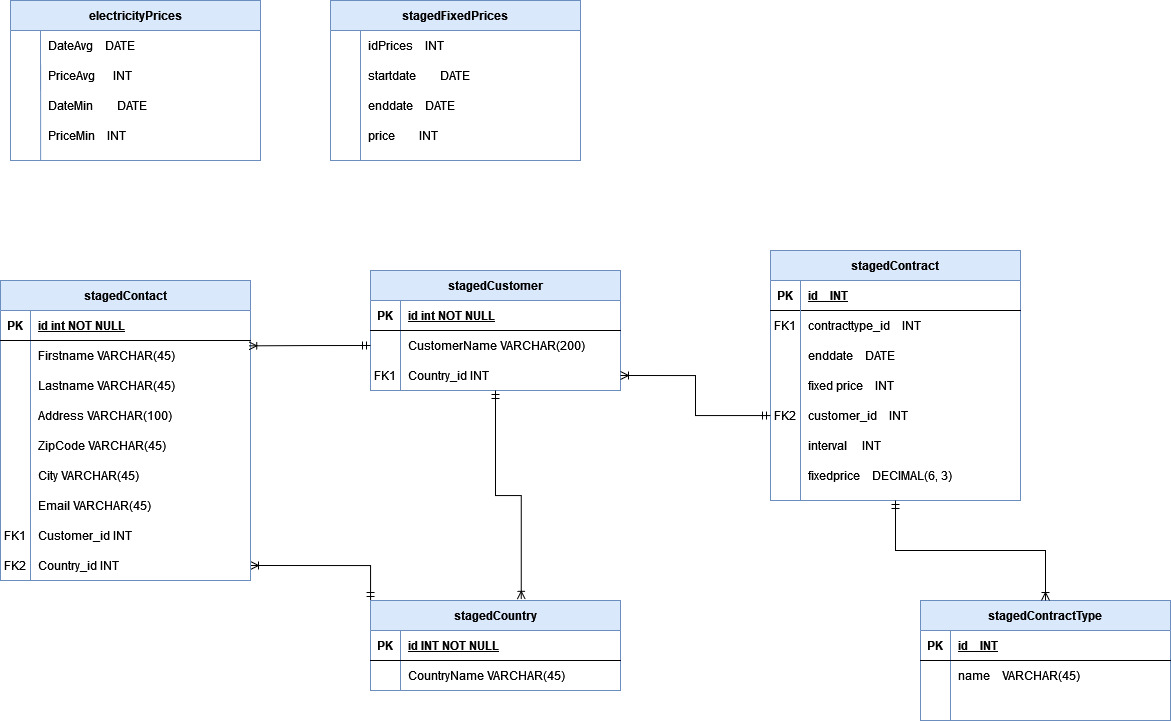 electricityPrices
DateAvg DATE
PriceAvg INT
DateMin DATE
PriceMin INT
stagedFixedPrices
idPrices INT
startdate DATE
enddate DATE
price INT
stagedContact
PK id int NOT NULL
Firstname VARCHAR(45)
Lastname VARCHAR(45)
Address VARCHAR(100)
ZipCode VARCHAR(45)
City VARCHAR(45)
Email VARCHAR(45)
FK1 Customer_id INT
FK2 Country_id INT
stagedCustomer
PK id int NOT NULL
CustomerName VARCHAR(200)
FK1 Country_id INT
stagedContract
PK id INT
FK1 contracttype_id INT
enddate DATE
fixed price INT
FK2 customer_id INT
interval INT
fixedprice DECIMAL(6, 3)
stagedCountry
PK id INT NOT NULL
CountryName VARCHAR(45)
stagedContractType
PK id INT
name VARCHAR(45)